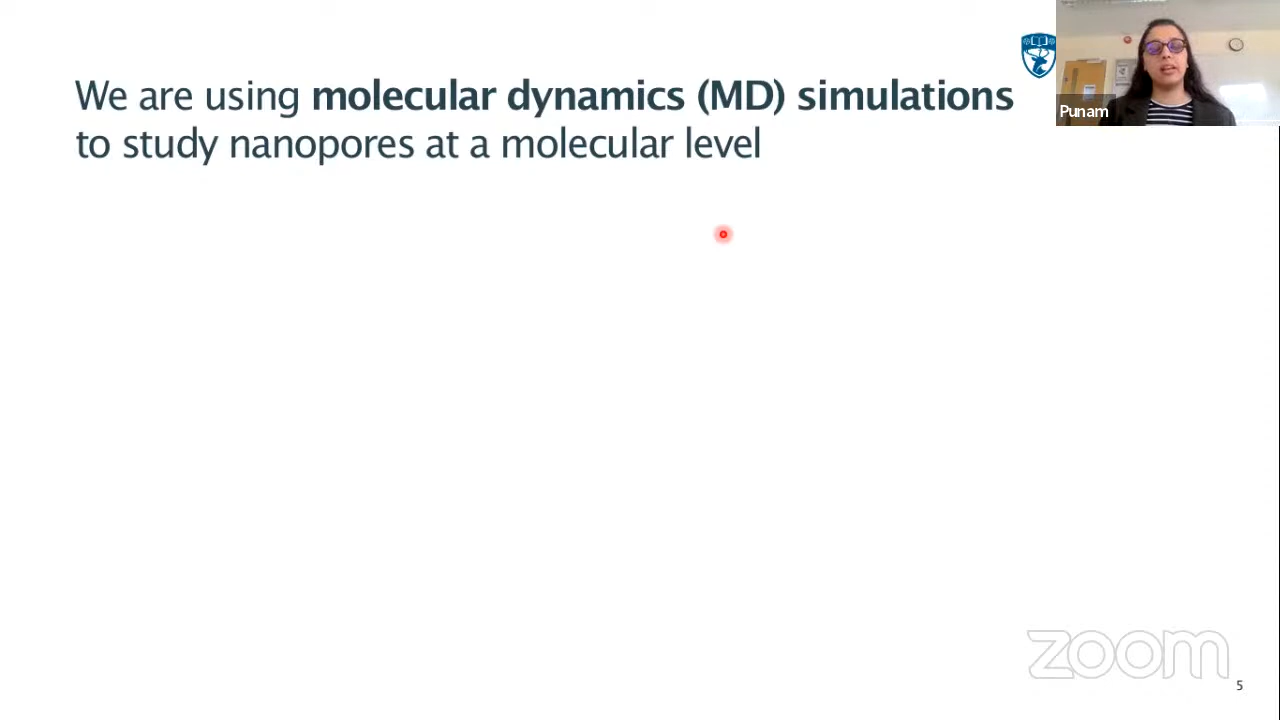 We are using molecular dynamics (MD) simulations
to study nanopores at a molecular level
Punam
zoom
5